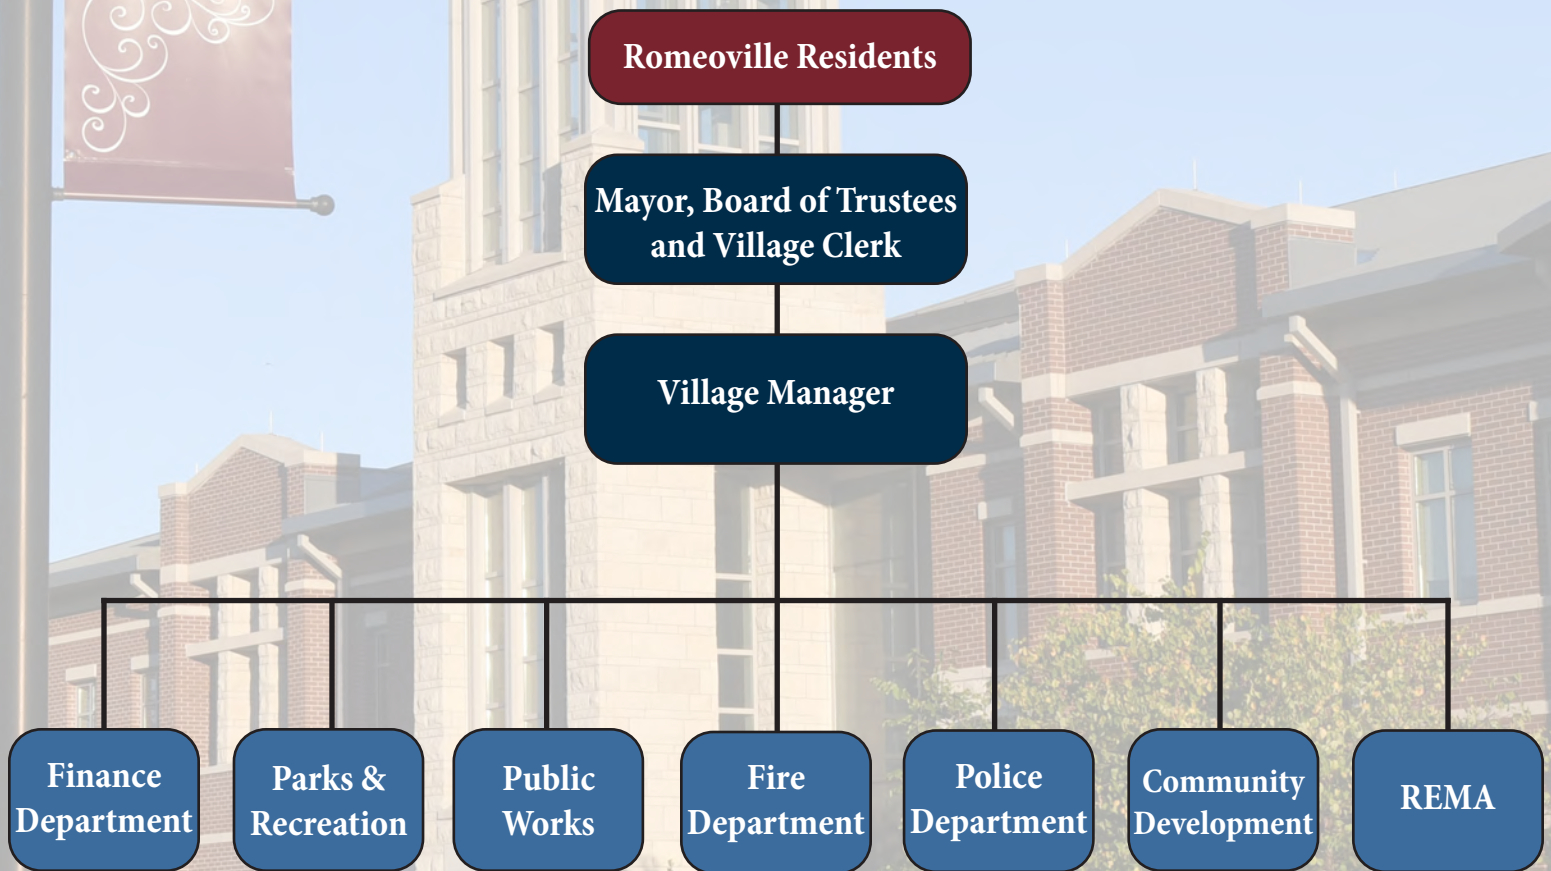 Romeoville Residents
Mayor, Board of Trustees
and Village Clerk
Village Manager
Finance
Department
Parks &
Recreation
Public
Works
Fire
Department
Police
Department
Community
Development
REMA